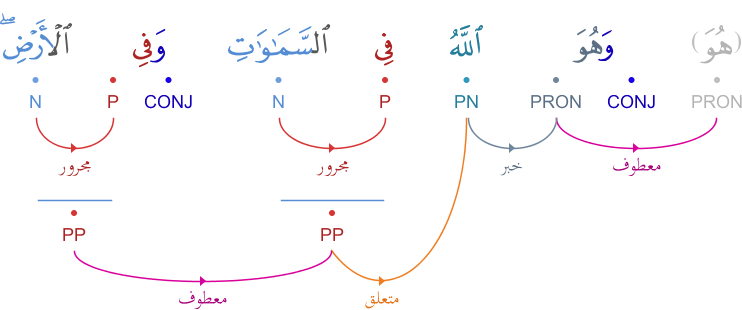 (هُوَ) وَهُوَ ٱللَّهُ فِى ٱلسَّمَـٰوَٰتِ وَفِى ٱلْأَرْضِ ۖ
PRON CONJ PRON PN P N CONJ P N
معطوف خبر مجرور مجرور
PP PP
متعلق معطوف